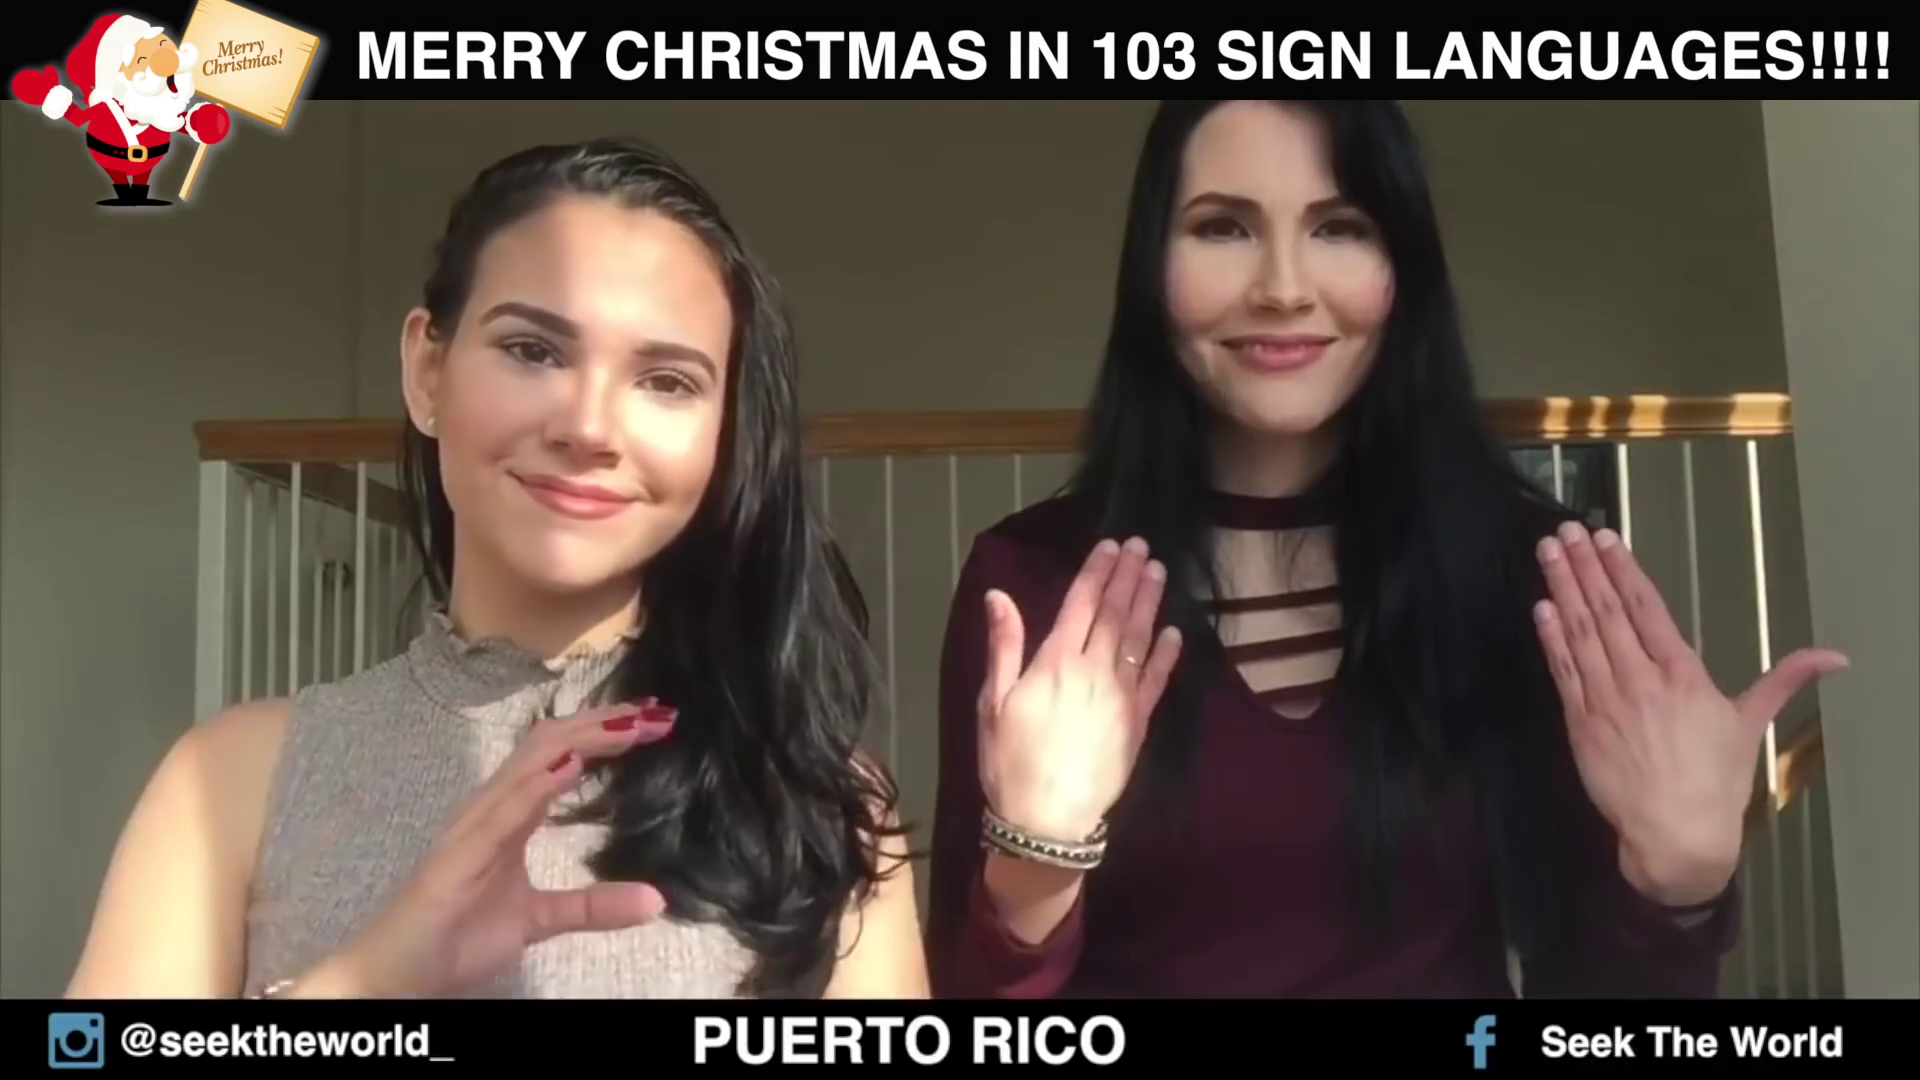 Merry
Christmas!
MERRY CHRISTMAS IN 103 SIGN LANGUAGES!!!!
@seektheworld_
PUERTO RICO
Seek The World